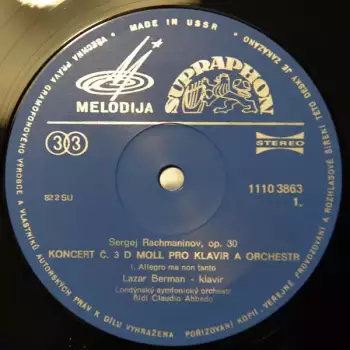 MADE IN USSR
MELODIJA
SUPRAPHON
33
STEREO
82 2 SU
1110 3863
1.
Sergej Rachmaninov, op. 30
KONCERT Č. 3 D MOLL PRO KLAVÍR A ORCHESTR
1. Allegro ma non tanto
Lazar Berman - klavír
Londýnský symfonický orchestr
Řídí Claudio Abbado
VŠECHNA PRÁVA GRAMOFONOVÉHO VÝROBCE A VLASTNÍKŮ AUTORSKÝCH PRÁV K DÍLU VYHRAZENA
POŘIZOVÁNÍ KOPIÍ, VEŘEJNÉ PROVOZOVÁNÍ A ROZHLASOVÉ ŠÍŘENÍ TÉTO DESKY JE ZAKÁZÁNO